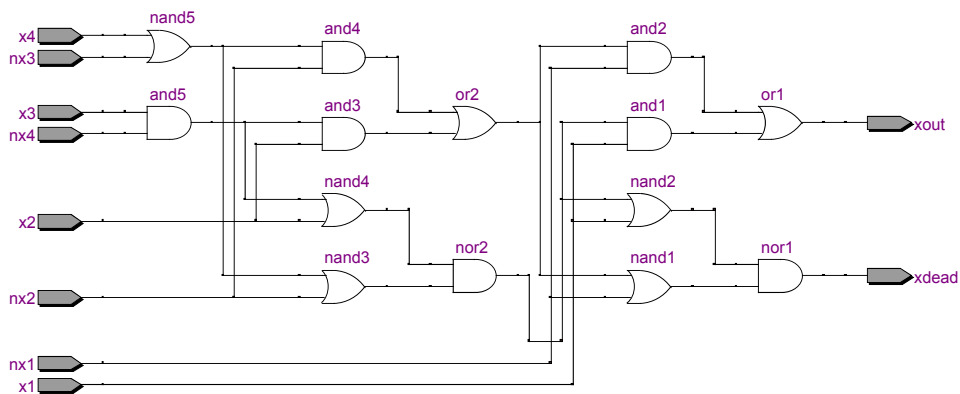 nand5
and4
and2
x4
nx3
and5
and3
or2
and1
or1
x3
nx4
xout
nand4
nand2
x2
nor2
nor1
nand3
nand1
xdead
nx2
nx1
x1